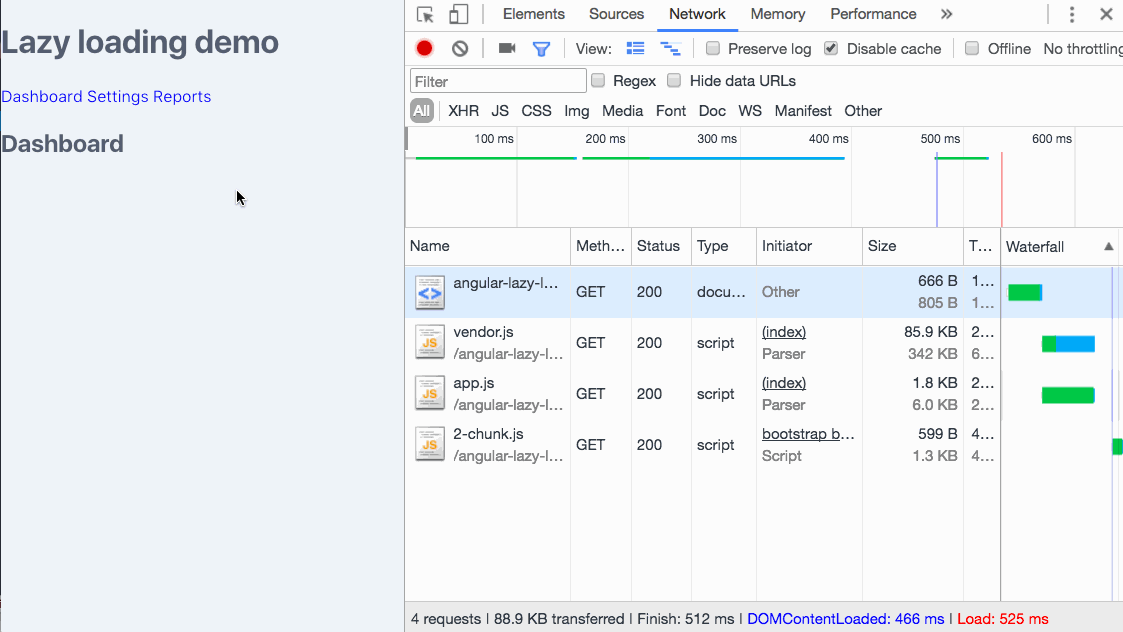 Lazy loading demo
Dashboard Settings Reports
Dashboard
Elements Sources Network Memory Performance »
View: Preserve log Disable cache Offline No throttling
Filter Regex Hide data URLs
All XHR JS CSS Img Media Font Doc WS Manifest Other
100 ms 200 ms 300 ms 400 ms 500 ms 600 ms
Name Meth... Status Type Initiator Size T... Waterfall
angular-lazy-l... GET 200 docu... Other 666 B 1...
805 B 1...
vendor.js GET 200 script (index) 85.9 KB 2...
/angular-lazy-l... Parser 342 KB 6...
app.js GET 200 script (index) 1.8 KB 2...
/angular-lazy-l... Parser 6.0 KB 2...
2-chunk.js GET 200 script bootstrap b... 599 B 4...
/angular-lazy-l... Script 1.3 KB 4...
4 requests | 88.9 KB transferred | Finish: 512 ms | DOMContentLoaded: 466 ms | Load: 525 ms